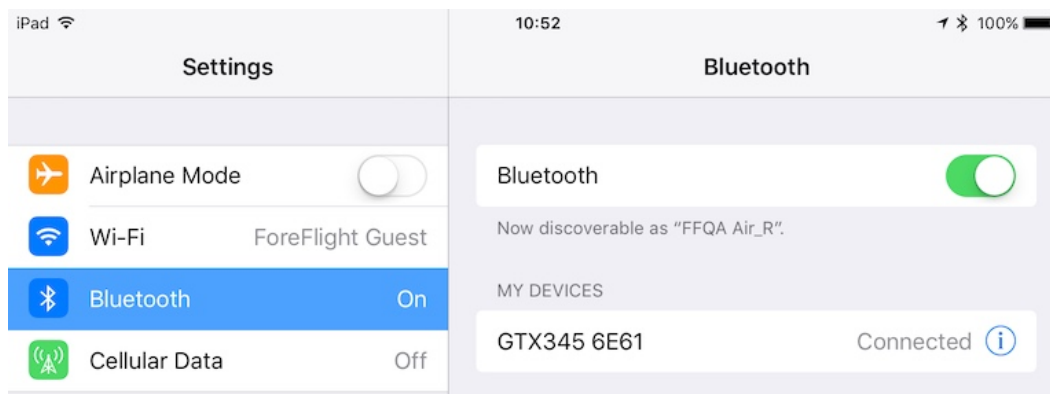 iPad 10:52 100%
Settings
Bluetooth
Airplane Mode
Wi-Fi ForeFlight Guest
Bluetooth On
Cellular Data Off
Bluetooth
Now discoverable as “FFQA Air_R”.
MY DEVICES
GTX345 6E61 Connected